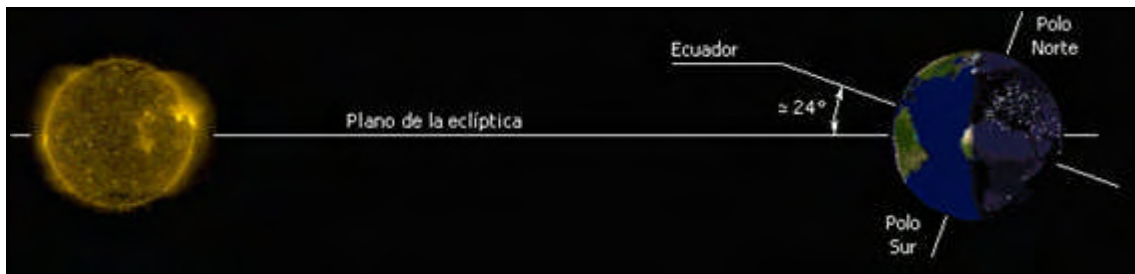 Polo
Norte
Ecuador
≃ 24°
Plano de la eclíptica
Polo
Sur